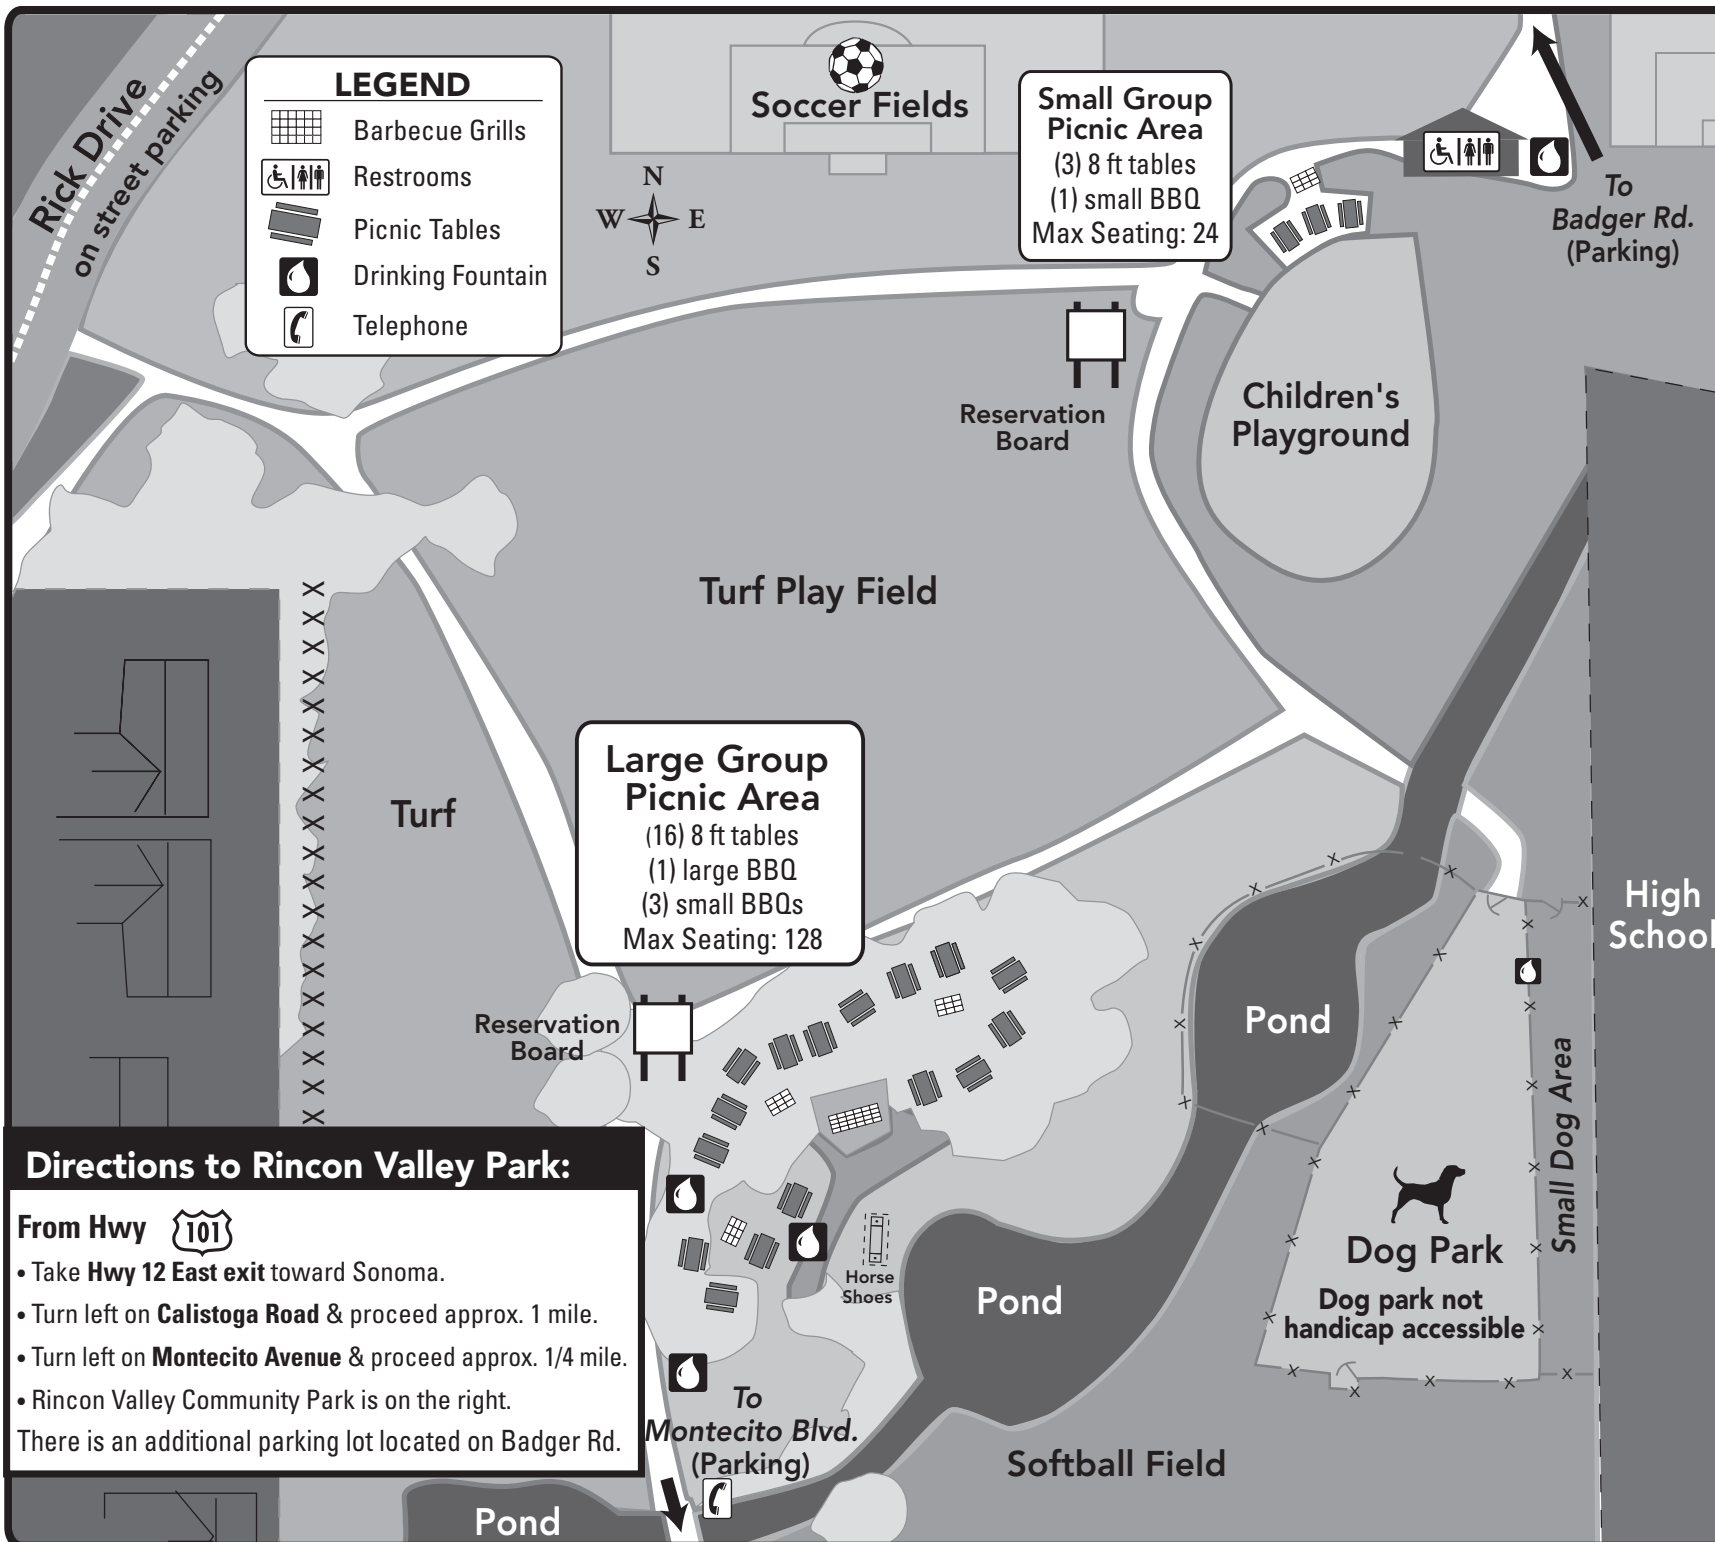 Rick Drive
on street parking
LEGEND
Barbecue Grills
Restrooms
Picnic Tables
Drinking Fountain
Telephone
Soccer Fields
N
W E
S
Small Group
Picnic Area
(3) 8 ft tables
(1) small BBQ
Max Seating: 24
To
Badger Rd.
(Parking)
Reservation
Board
Children's
Playground
Turf Play Field
Turf
Large Group
Picnic Area
(16) 8 ft tables
(1) large BBQ
(3) small BBQs
Max Seating: 128
High
School
Reservation
Board
Pond
Small Dog Area
Dog Park
Dog park not
handicap accessible
Horse
Shoes
Pond
To
Montecito Blvd.
(Parking)
Softball Field
Pond
Directions to Rincon Valley Park:
From Hwy 101
• Take Hwy 12 East exit toward Sonoma.
• Turn left on Calistoga Road & proceed approx. 1 mile.
• Turn left on Montecito Avenue & proceed approx. 1/4 mile.
• Rincon Valley Community Park is on the right.
There is an additional parking lot located on Badger Rd.